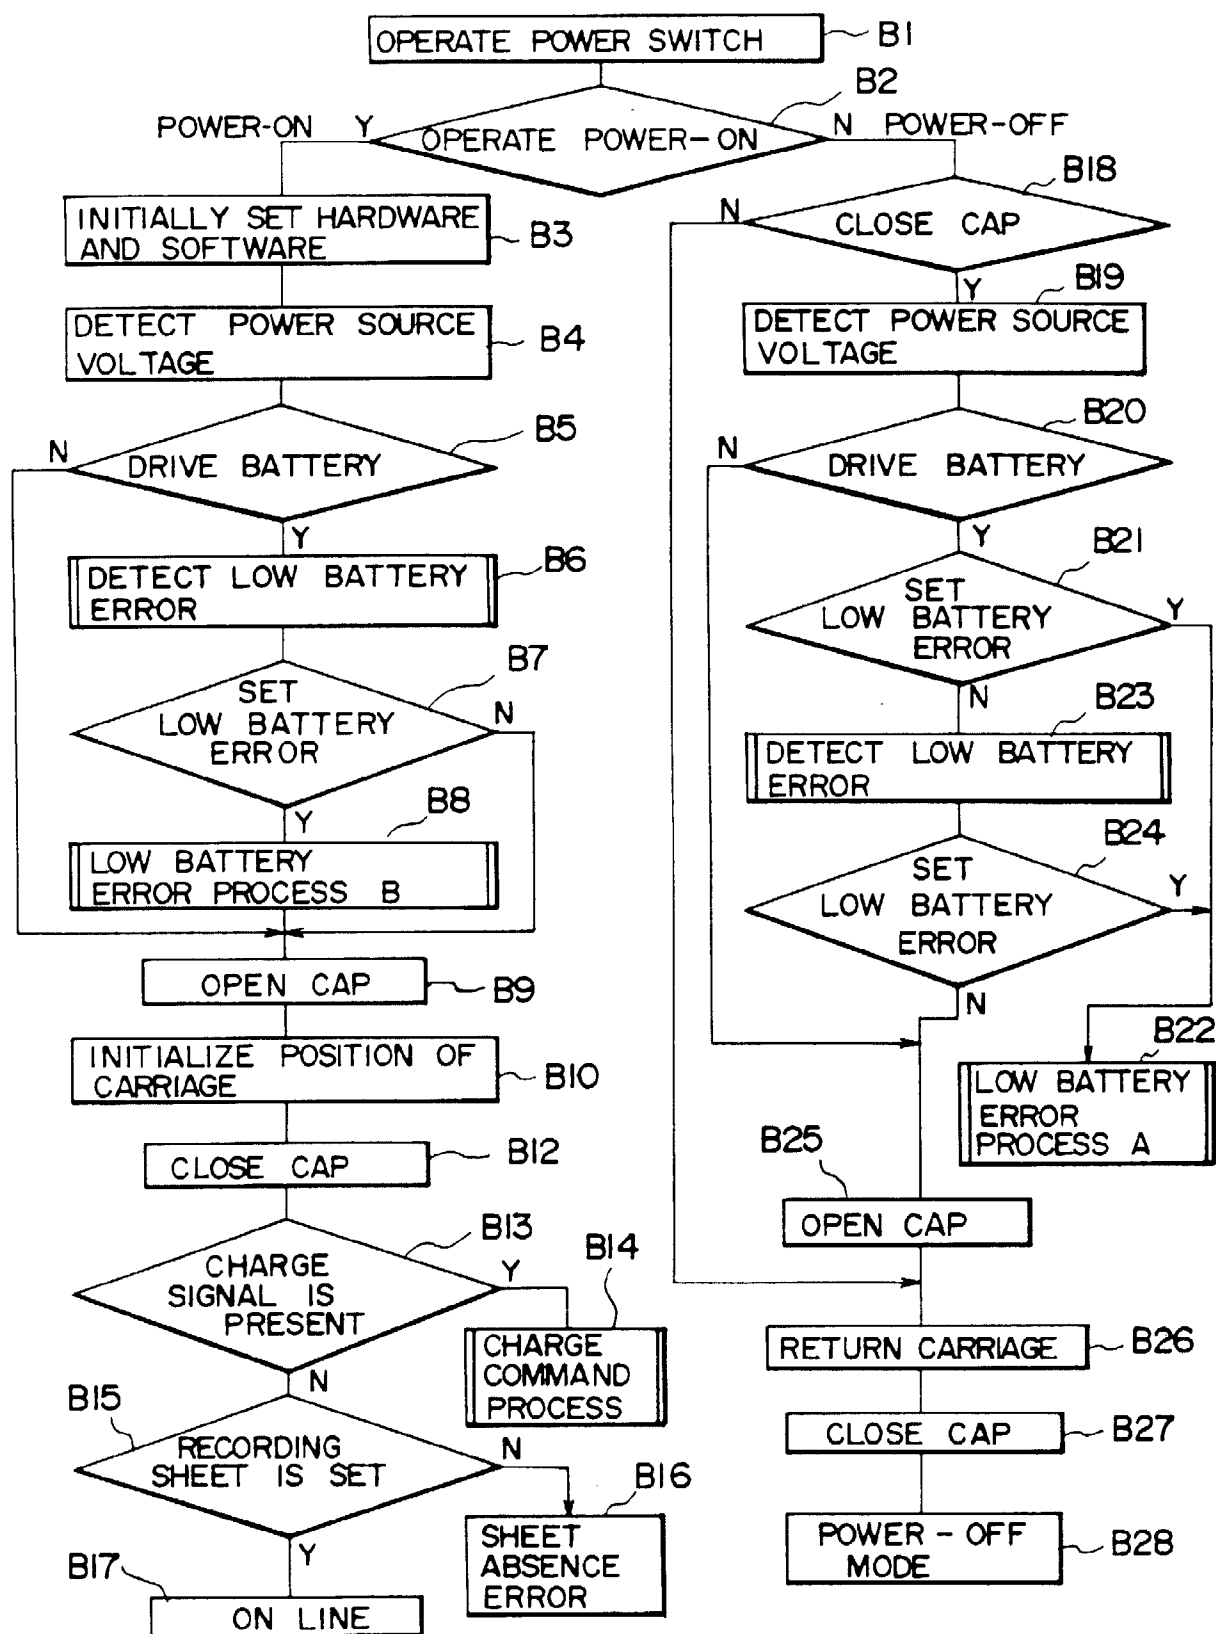 OPERATE POWER SWITCH
B1
B2
POWER-ON
Y
OPERATE POWER-ON
N
POWER-OFF
INITIALLY SET HARDWARE
AND SOFTWARE
B3
DETECT POWER SOURCE
VOLTAGE
B4
B5
N
DRIVE BATTERY
Y
B6
DETECT LOW BATTERY
ERROR
B7
SET
LOW BATTERY
ERROR
N
Y
B8
LOW BATTERY
ERROR PROCESS B
OPEN CAP
B9
INITIALIZE POSITION OF
CARRIAGE
B10
CLOSE CAP
B12
B13
CHARGE
SIGNAL IS
PRESENT
Y
B14
CHARGE
COMMAND
PROCESS
N
B15
RECORDING
SHEET IS SET
N
B16
SHEET
ABSENCE
ERROR
Y
B17
ON LINE
B18
N
CLOSE CAP
Y
B19
DETECT POWER SOURCE
VOLTAGE
B20
N
DRIVE BATTERY
Y
B21
SET
LOW BATTERY
ERROR
Y
N
B23
DETECT LOW BATTERY
ERROR
B24
SET
LOW BATTERY
ERROR
Y
N
B22
LOW BATTERY
ERROR
PROCESS A
B25
OPEN CAP
RETURN CARRIAGE
B26
CLOSE CAP
B27
POWER-OFF
MODE
B28